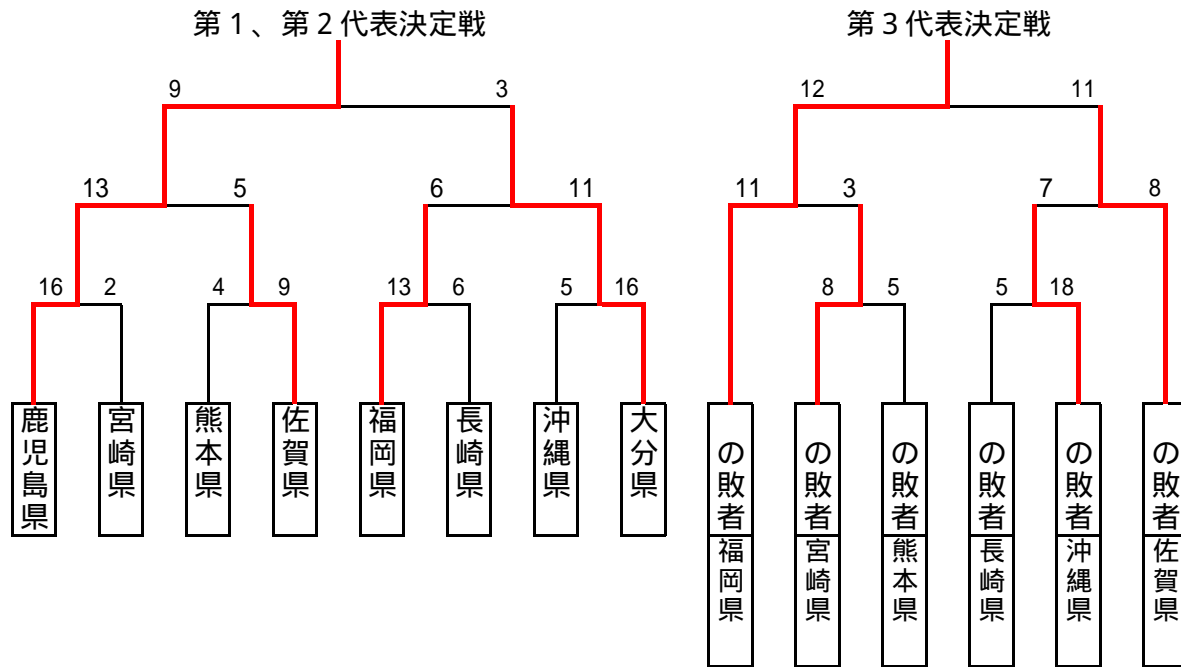 第1、第2代表決定戦
第3代表決定戦
9
3
12
11
13
5
6
11
11
3
7
8
16
2
4
9
13
6
5
16
8
5
5
18
鹿児島県
宮崎県
熊本県
佐賀県
福岡県
長崎県
沖縄県
大分県
の敗者
福岡県
の敗者
宮崎県
の敗者
熊本県
の敗者
長崎県
の敗者
沖縄県
の敗者
佐賀県